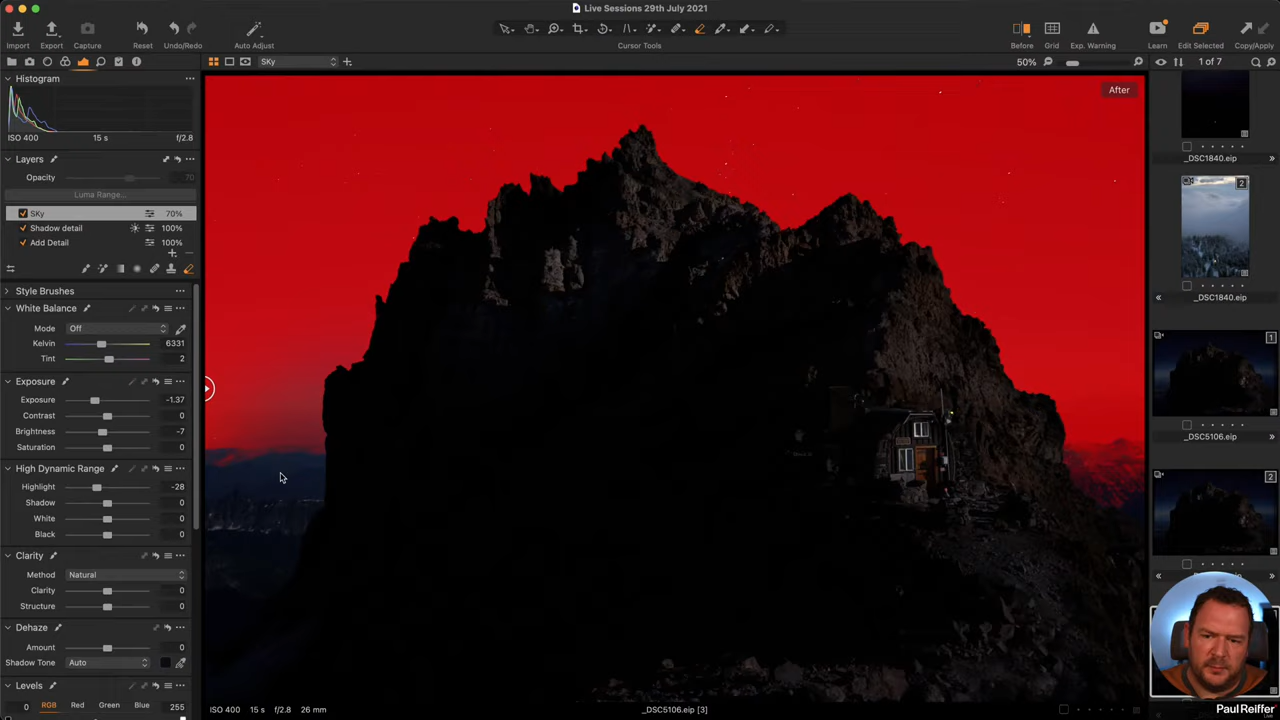 Live Sessions 29th July 2021
Import Export Capture Reset Undo/Redo Auto Adjust Cursor Tools Before Grid Exp. Warning Learn Edit Selected Copy/Apply
SKy
50%
1 of 7
Histogram
ISO 400 15 s f/2.8
Layers
Opacity 70
Luma Range...
SKy 70%
Shadow detail 100%
Add Detail 100%
Style Brushes
White Balance
Mode Off
Kelvin 6331
Tint 2
Exposure
Exposure -1.37
Contrast 0
Brightness -7
Saturation 0
High Dynamic Range
Highlight -28
Shadow 0
White 0
Black 0
Clarity
Method Natural
Clarity 0
Structure 0
Dehaze
Amount 0
Shadow Tone Auto
Levels
0 RGB Red Green Blue 255
After
ISO 400 15 s f/2.8 26 mm
_DSC5106.eip [3]
_DSC1840.eip
2
_DSC1840.eip
1
_DSC5106.eip
2
Paul Reiffer
Live